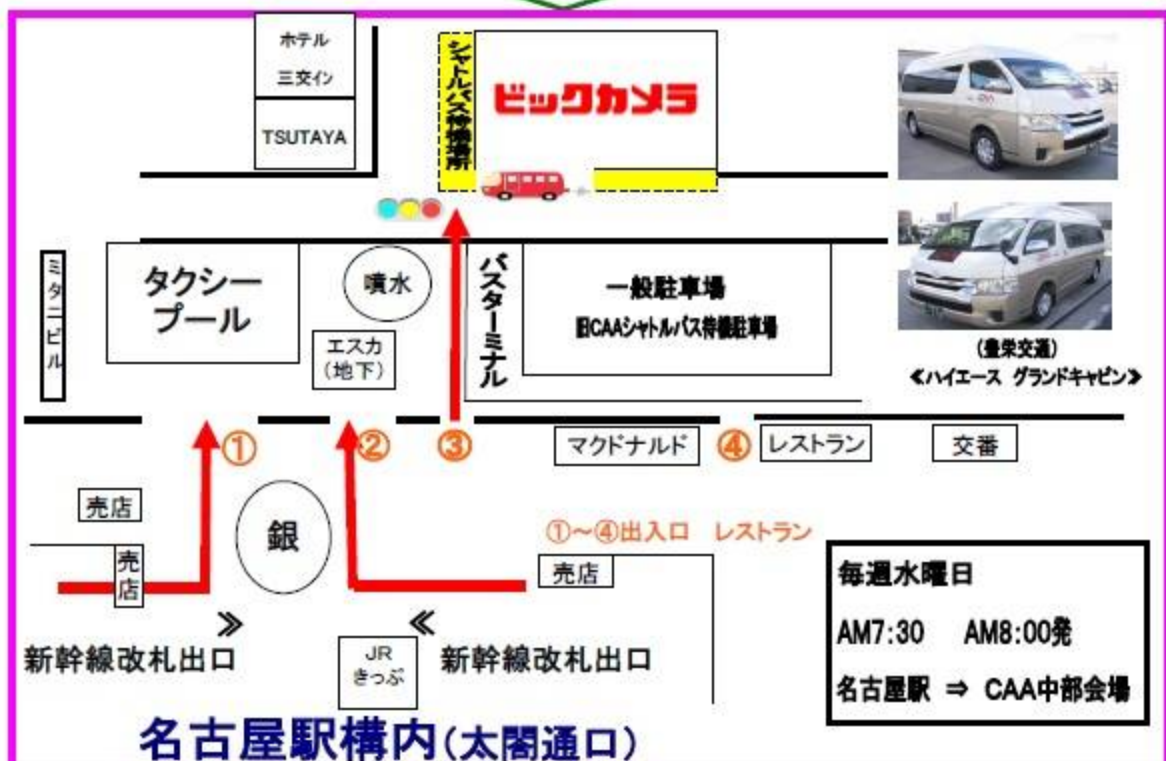 ホテル
三交イン
TSUTAYA
シャトルバス待機場所
ビックカメラ
ミタニビル
タクシー
プール
噴水
エスカ
(地下)
バスターミナル
一般駐車場
旧CAAシャトルバス待機駐車場
(豊栄交通)
≪ハイエース グランドキャビン≫
①
②
③
マクドナルド
④
レストラン
交番
売店
売店
銀
①～④出入口 レストラン
売店
≫
≪
新幹線改札出口
JR
きっぷ
新幹線改札出口
毎週水曜日
AM7:30 AM8:00発
名古屋駅 ⇒ CAA中部会場
名古屋駅構内(太閤通口)